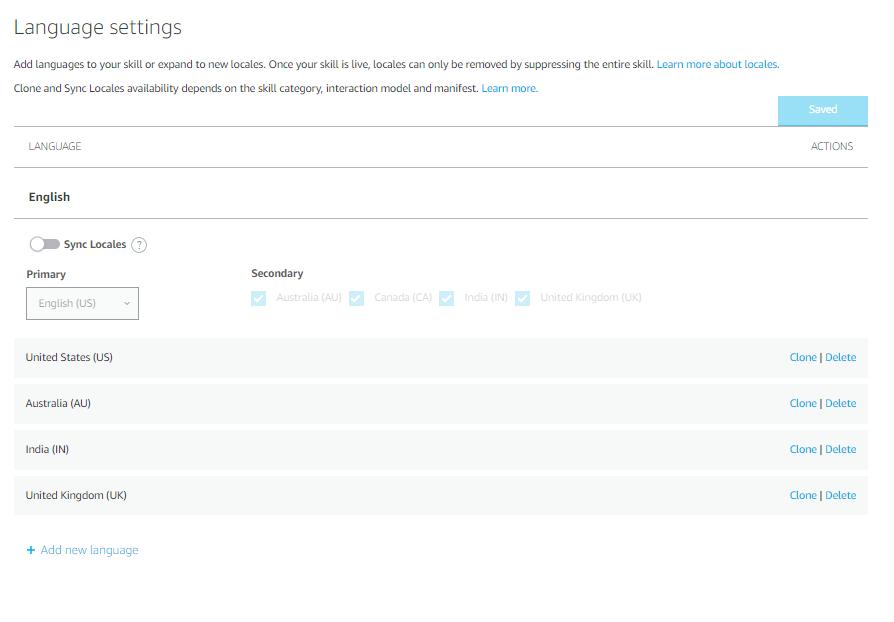 Language settings
Add languages to your skill or expand to new locales. Once your skill is live, locales can only be removed by suppressing the entire skill. Learn more about locales.
Clone and Sync Locales availability depends on the skill category, interaction model and manifest. Learn more.
Saved
LANGUAGE ACTIONS
English
Sync Locales ?
Primary Secondary
English (US) Australia (AU) Canada (CA) India (IN) United Kingdom (UK)
United States (US) Clone | Delete
Australia (AU) Clone | Delete
India (IN) Clone | Delete
United Kingdom (UK) Clone | Delete
+ Add new language